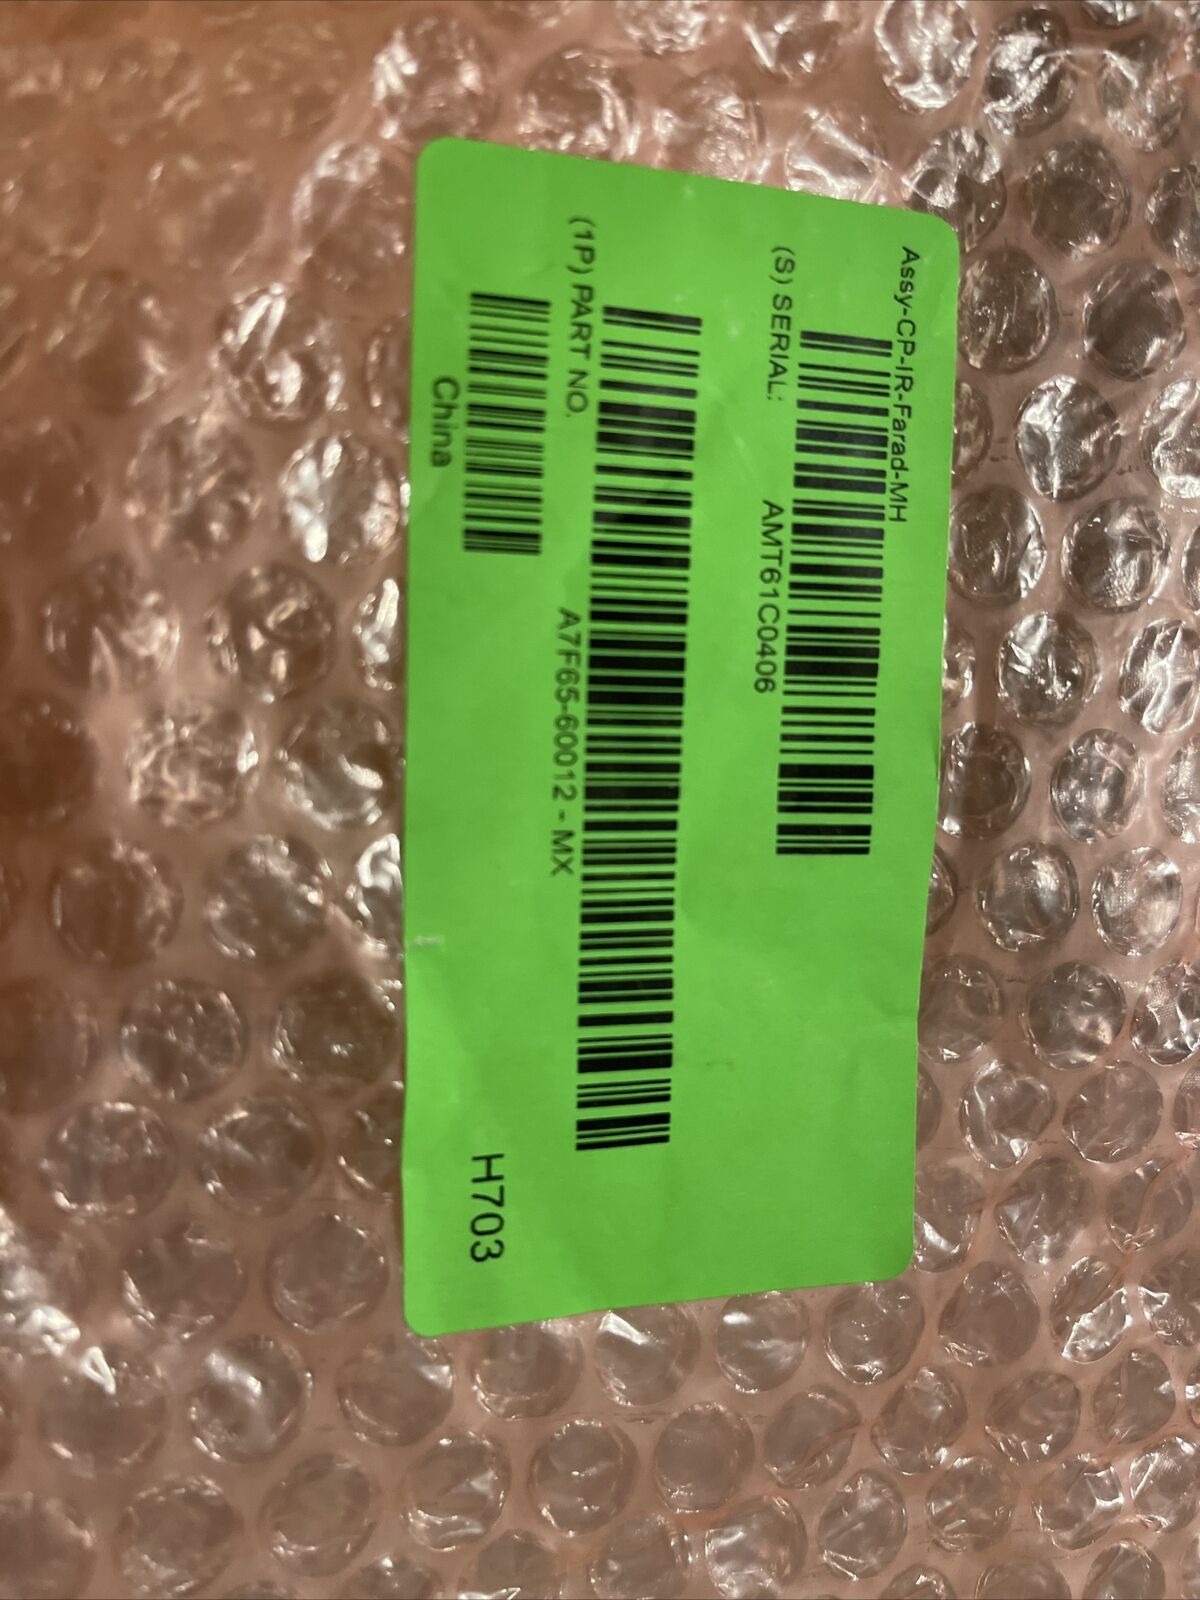 Assy-CP-IR-Farad-MH
(S) SERIAL: AMT61C0406
(1P) PART NO. A7F65-60012 - MX
China
H703